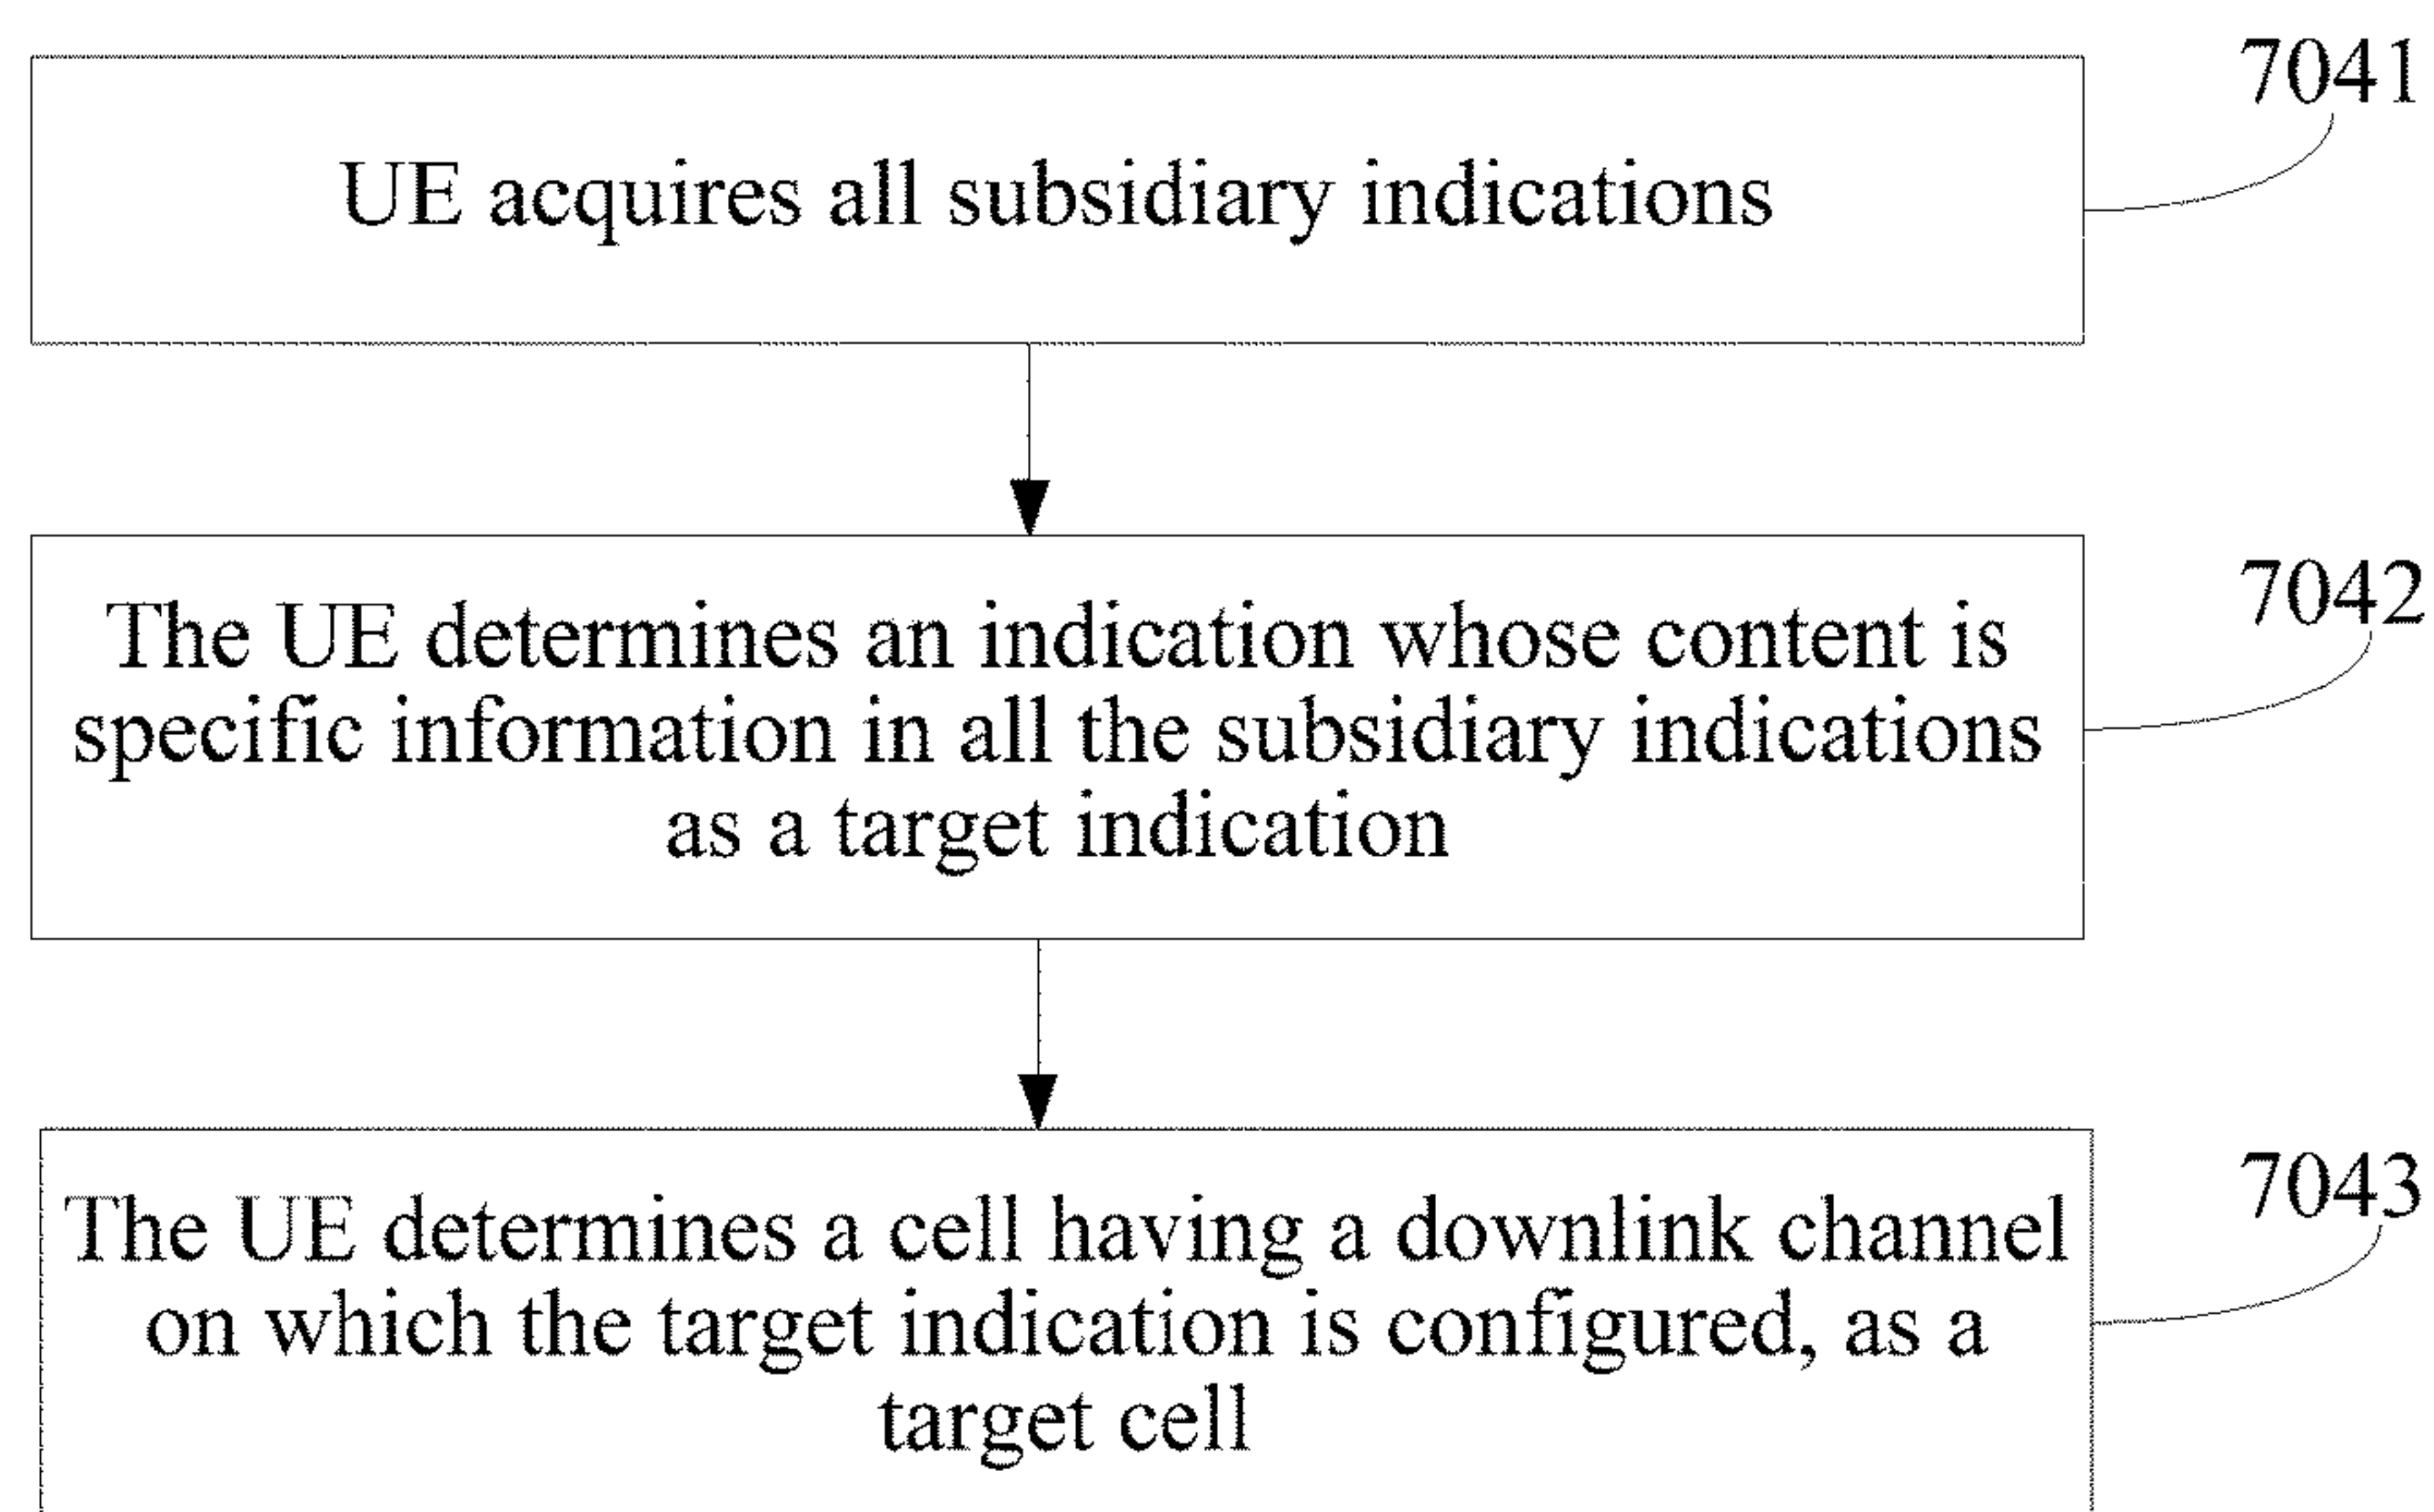 7041
UE acquires all subsidiary indications
7042
The UE determines an indication whose content is
specific information in all the subsidiary indications
as a target indication
7043
The UE determines a cell having a downlink channel
on which the target indication is configured, as a
target cell